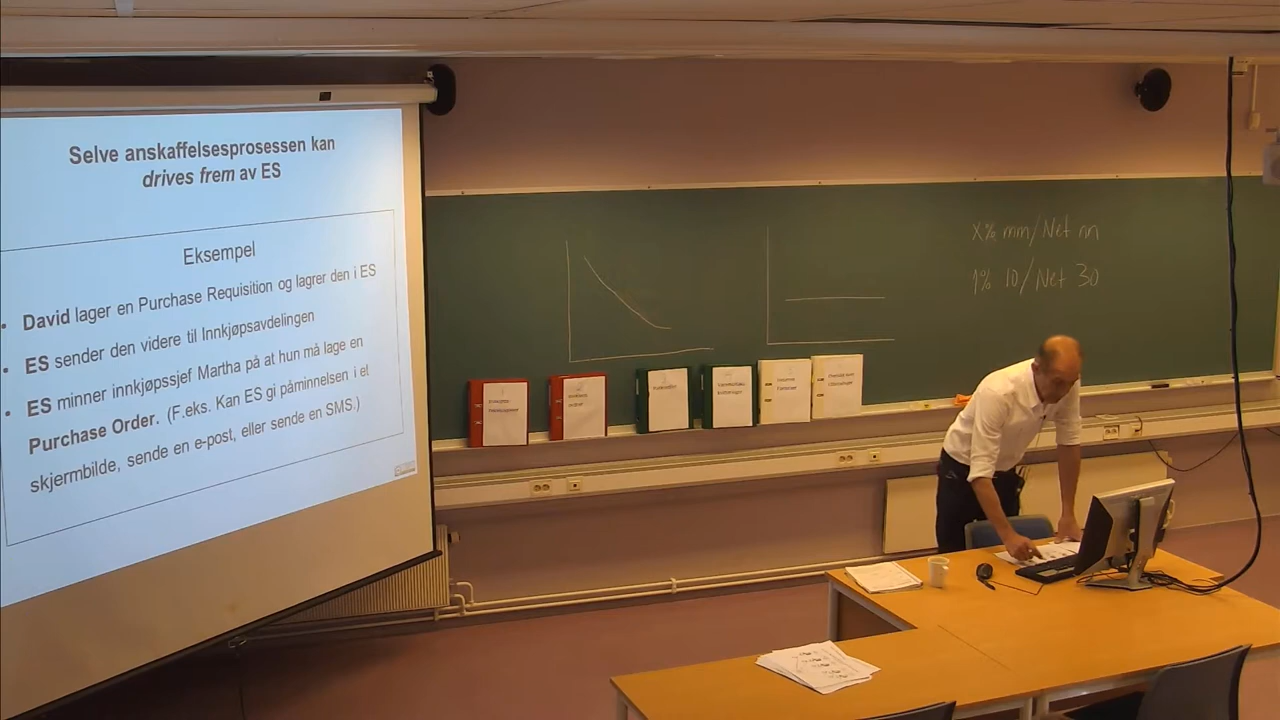 Selve anskaffelsesprosessen kan
drives frem av ES
Eksempel
• David lager en Purchase Requisition og lagrer den i ES
• ES sender den videre til Innkjøpsavdelingen
• ES minner innkjøpssjef Martha på at hun må lage en
Purchase Order. (F.eks. Kan ES gi påminnelsen i et
skjermbilde, sende en e-post, eller sende en SMS.)
X% mm/Net nn
1% 10/Net 30